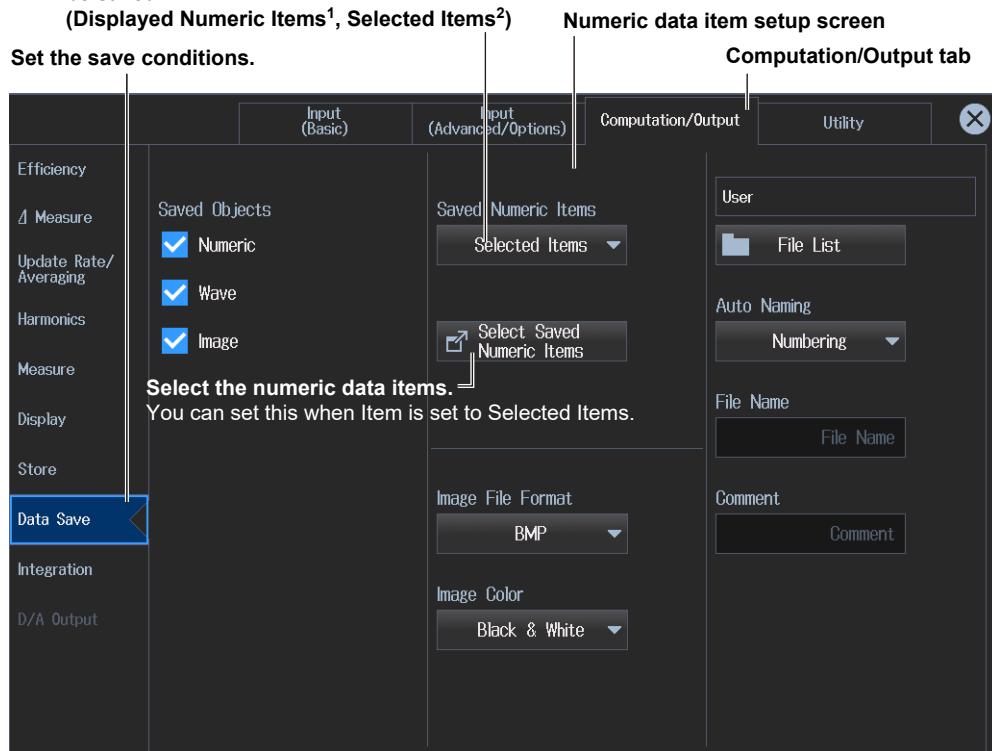 (Displayed Numeric Items1, Selected Items2)
Numeric data item setup screen
Set the save conditions.
Computation/Output tab
Input
(Basic)
Input
(Advanced/Options)
Computation/Output
Utility
Efficiency
⊿ Measure
Update Rate/
Averaging
Harmonics
Measure
Display
Store
Data Save
Integration
D/A Output
Saved Objects
Numeric
Wave
Image
Saved Numeric Items
Selected Items
Select Saved
Numeric Items
Select the numeric data items.
You can set this when Item is set to Selected Items.
Image File Format
BMP
Image Color
Black & White
User
File List
Auto Naming
Numbering
File Name
File Name
Comment
Comment